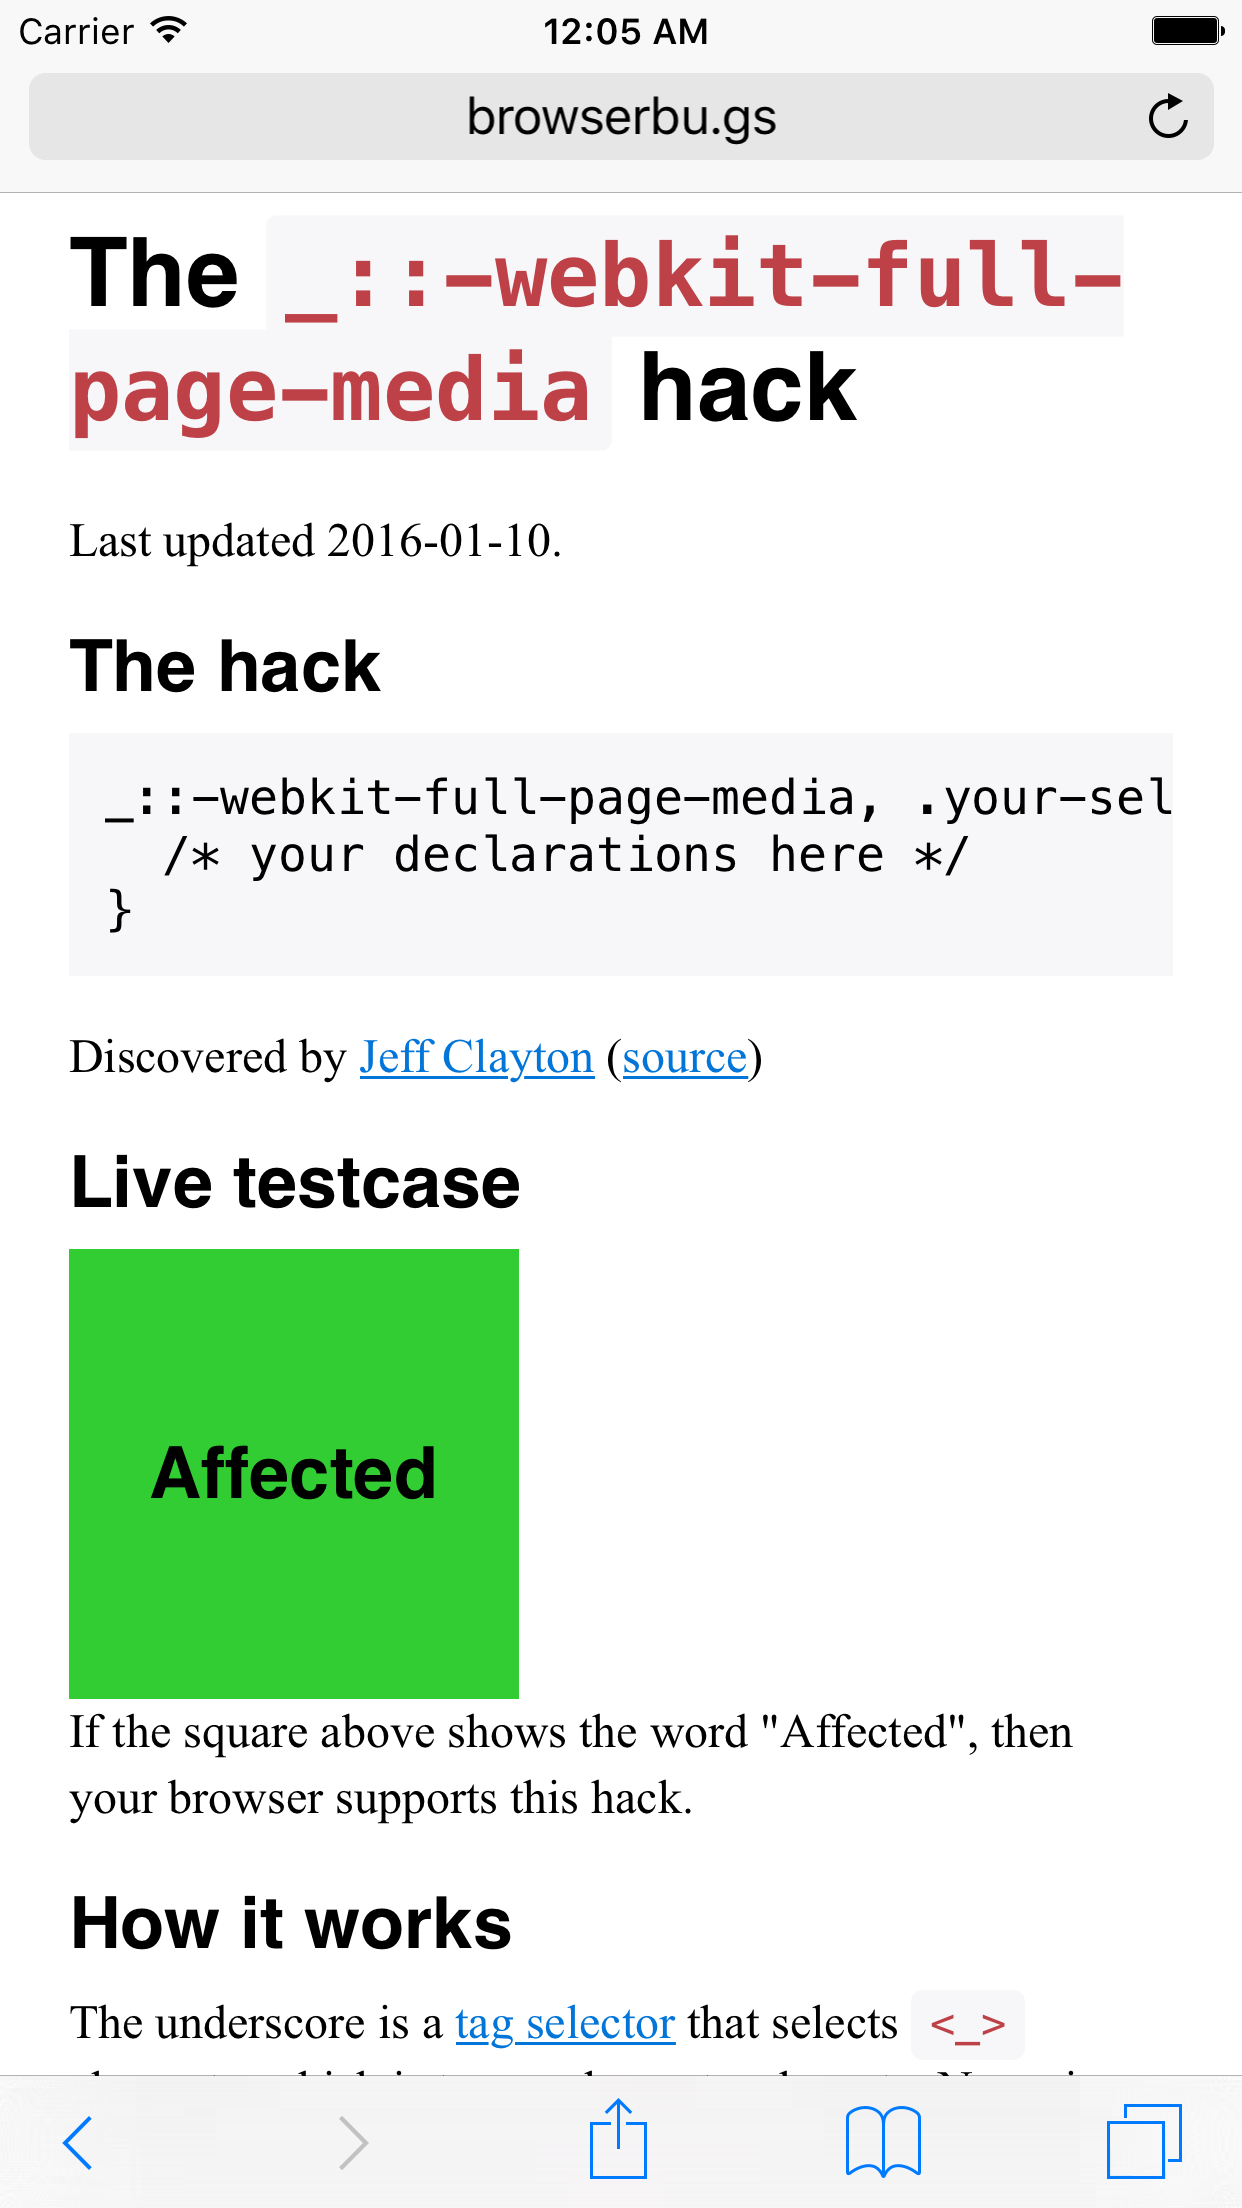 Carrier 12:05 AM
browserbu.gs
The _::-webkit-full-
page-media hack
Last updated 2016-01-10.
The hack
_::-webkit-full-page-media, .your-sel
/* your declarations here */
}
Discovered by Jeff Clayton (source)
Live testcase
Affected
If the square above shows the word "Affected", then
your browser supports this hack.
How it works
The underscore is a tag selector that selects <_>